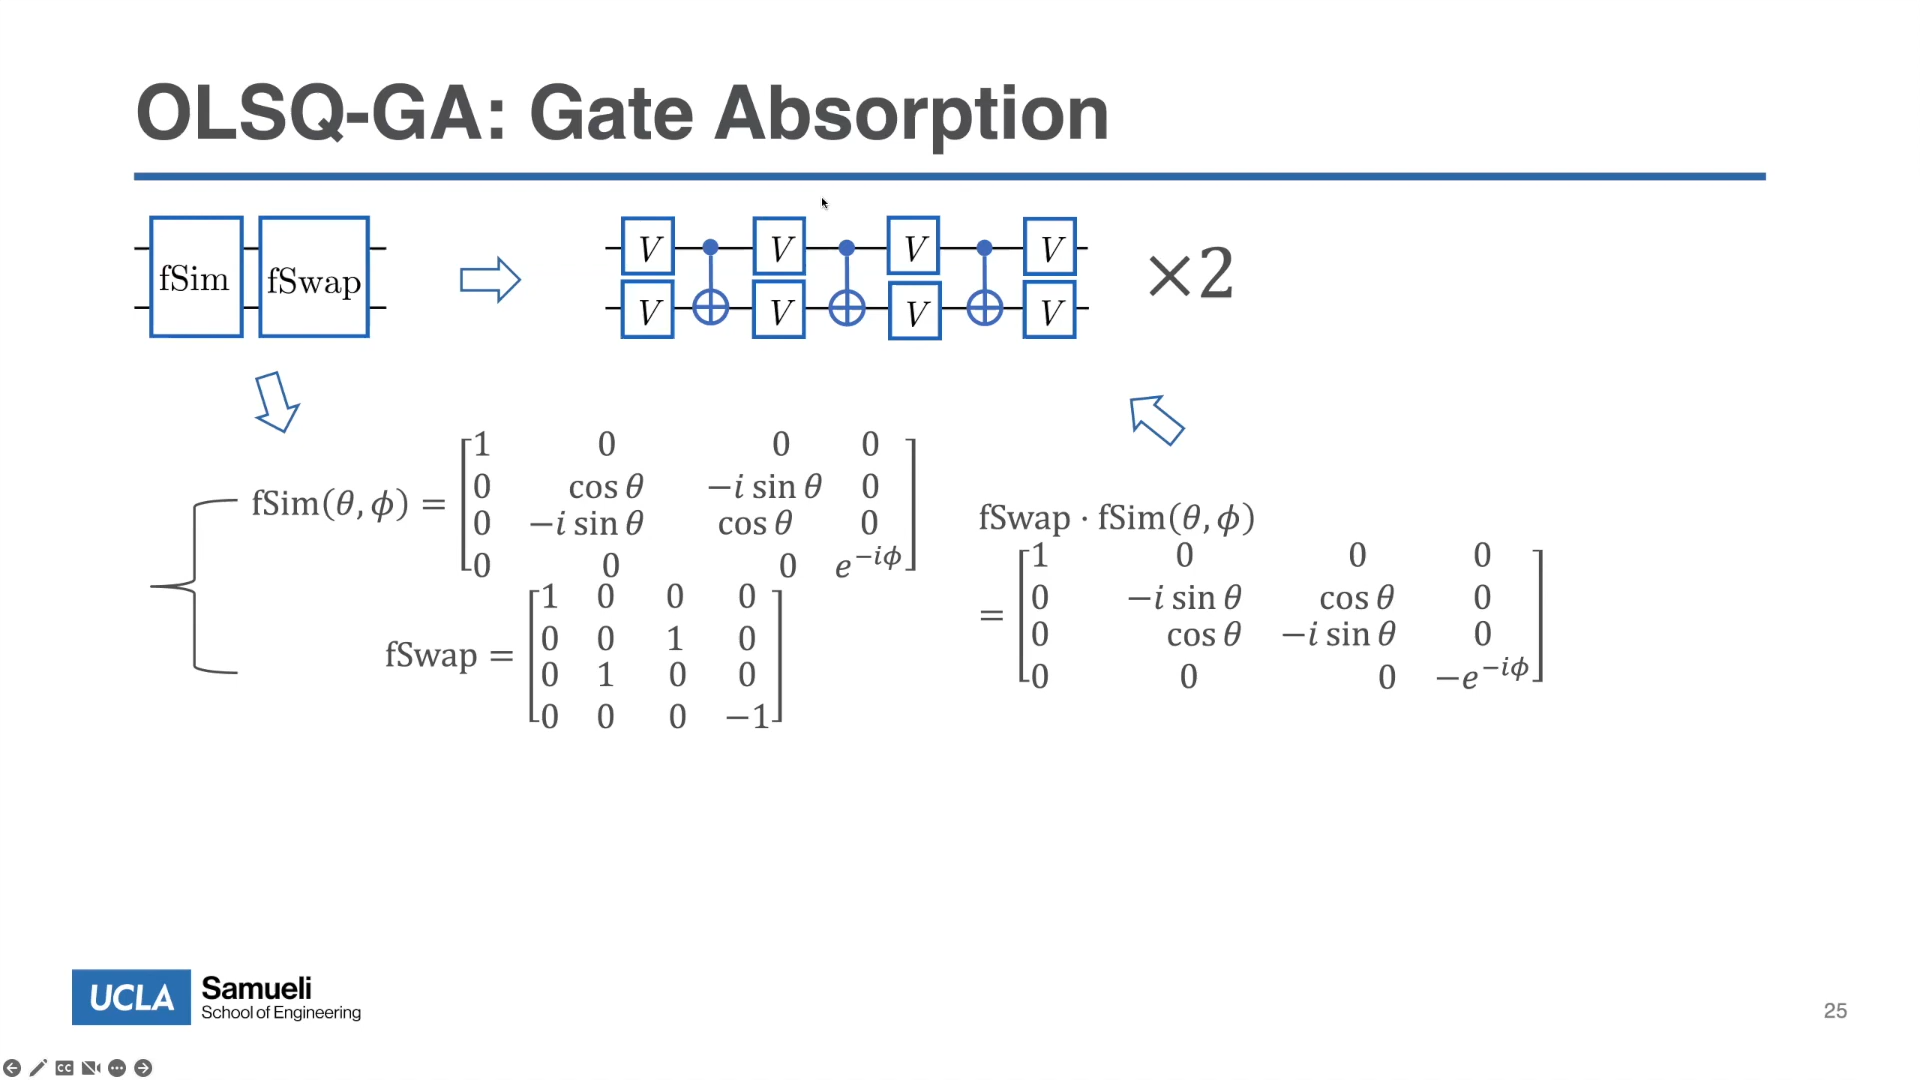 OLSQ-GA: Gate Absorption
fSim fSwap
V V V V
V V V V
×2
fSim(θ, ϕ) =
1 0 0 0
0 cos θ −i sin θ 0
0 −i sin θ cos θ 0
0 0 0 e^{−iϕ}
fSwap =
1 0 0 0
0 0 1 0
0 1 0 0
0 0 0 −1
fSwap · fSim(θ, ϕ)
=
1 0 0 0
0 −i sin θ cos θ 0
0 cos θ −i sin θ 0
0 0 0 −e^{−iϕ}
UCLA Samueli
School of Engineering
25
CC